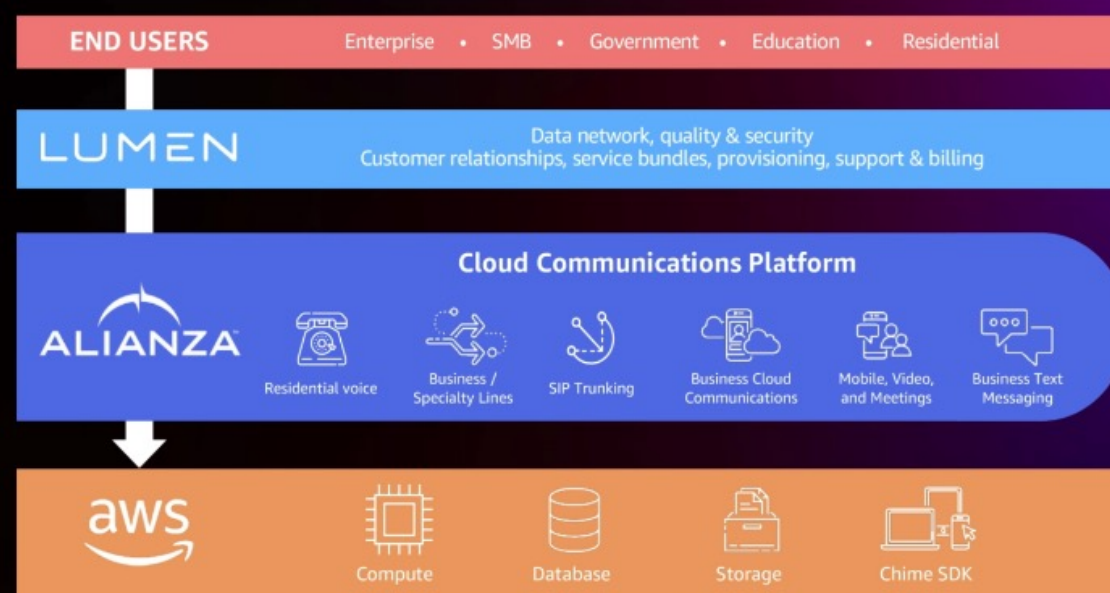 END USERS
Enterprise • SMB • Government • Education • Residential
LUMEN
Data network, quality & security
Customer relationships, service bundles, provisioning, support & billing
Cloud Communications Platform
ALIANZA™
Residential voice
Business /
Specialty Lines
SIP Trunking
Business Cloud
Communications
Mobile, Video,
and Meetings
Business Text
Messaging
aws
Compute
Database
Storage
Chime SDK